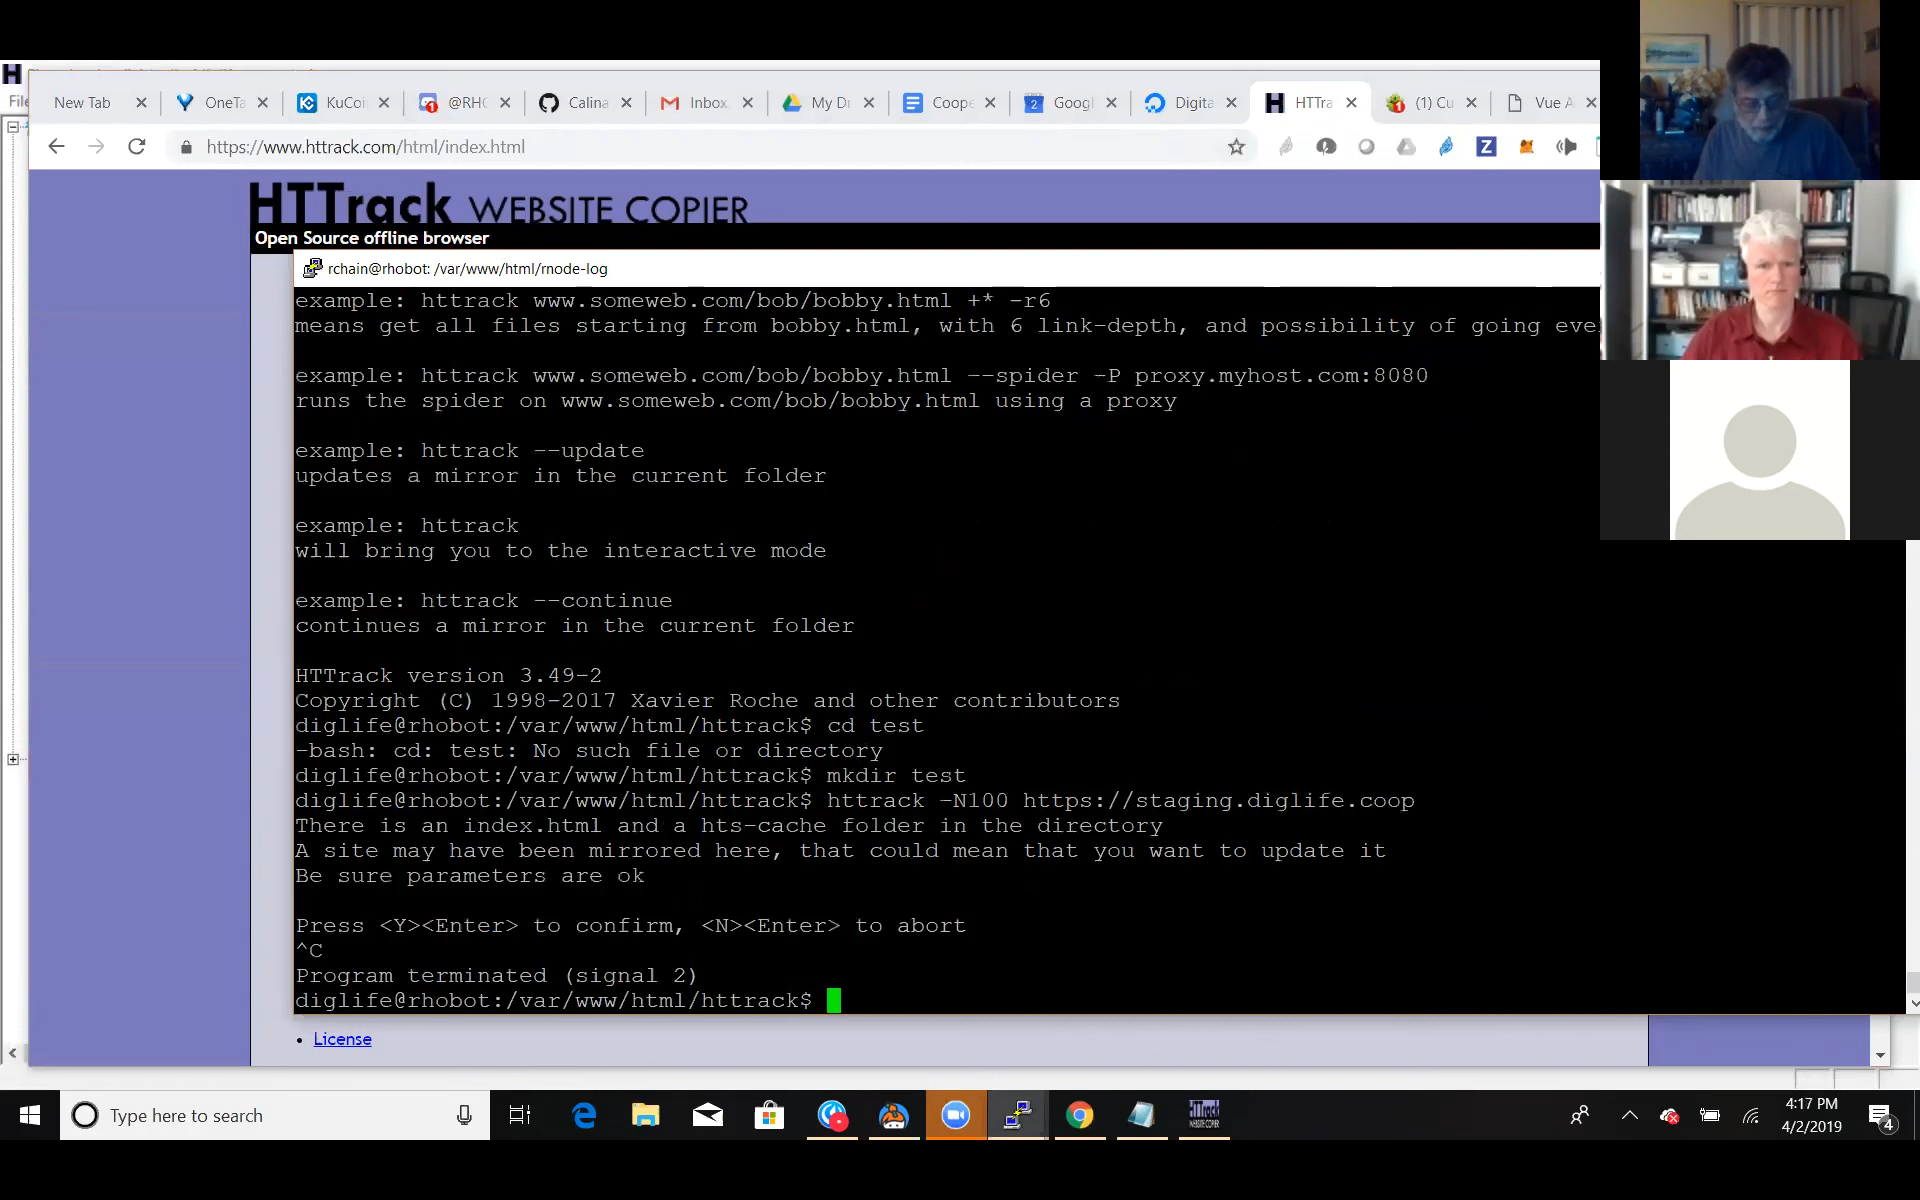 H
File
New Tab
OneTa
KuCoi
@RHC
Calina
Inbox
My Dr
Coope
Googl
Digita
HTTra
(1) Cu
Vue A
https://www.httrack.com/html/index.html
HTTrack WEBSITE COPIER
Open Source offline browser
rchain@rhobot: /var/www/html/rnode-log
example: httrack www.someweb.com/bob/bobby.html +* -r6
means get all files starting from bobby.html, with 6 link-depth, and possibility of going eve
example: httrack www.someweb.com/bob/bobby.html --spider -P proxy.myhost.com:8080
runs the spider on www.someweb.com/bob/bobby.html using a proxy
example: httrack --update
updates a mirror in the current folder
example: httrack
will bring you to the interactive mode
example: httrack --continue
continues a mirror in the current folder
HTTrack version 3.49-2
Copyright (C) 1998-2017 Xavier Roche and other contributors
diglife@rhobot:/var/www/html/httrack$ cd test
-bash: cd: test: No such file or directory
diglife@rhobot:/var/www/html/httrack$ mkdir test
diglife@rhobot:/var/www/html/httrack$ httrack -N100 https://staging.diglife.coop
There is an index.html and a hts-cache folder in the directory
A site may have been mirrored here, that could mean that you want to update it
Be sure parameters are ok
Press <Y><Enter> to confirm, <N><Enter> to abort
^C
Program terminated (signal 2)
diglife@rhobot:/var/www/html/httrack$
License
Type here to search
HTTrack
WEBSITE COPIER
4:17 PM
4/2/2019
4